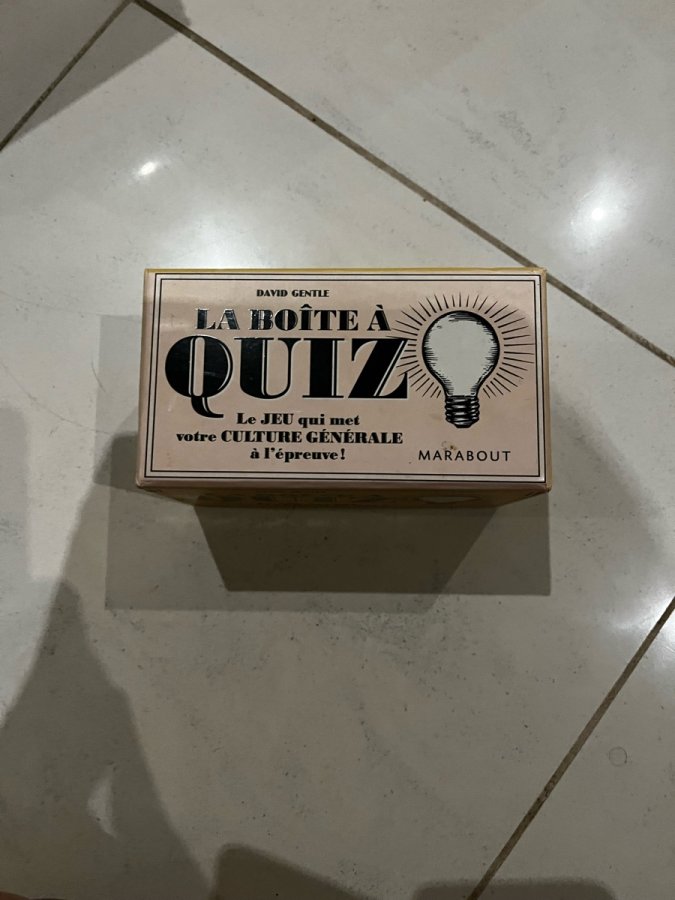 DAVID GENTLE
LA BOÎTE À
QUIZ
Le JEU qui met
votre CULTURE GÉNÉRALE
à l'épreuve !
MARABOUT